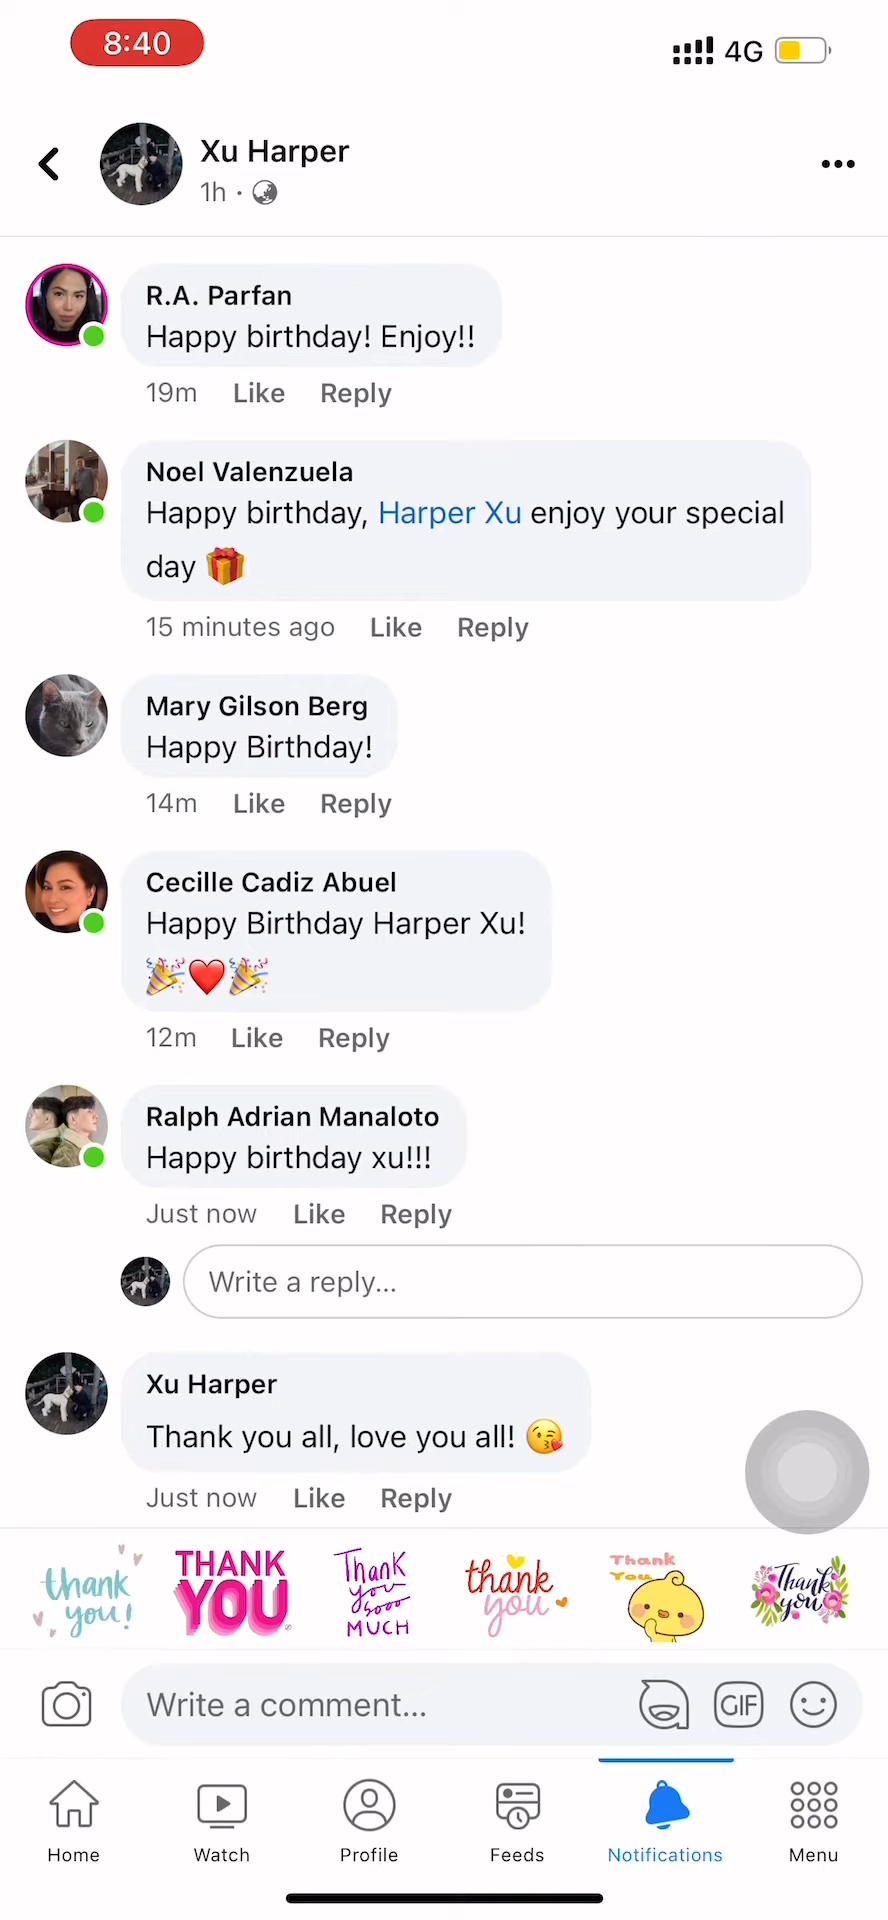 8:40
4G
Xu Harper
1h ·
R.A. Parfan
Happy birthday! Enjoy!!
19m Like Reply
Noel Valenzuela
Happy birthday, Harper Xu enjoy your special
day 🎁
15 minutes ago Like Reply
Mary Gilson Berg
Happy Birthday!
14m Like Reply
Cecille Cadiz Abuel
Happy Birthday Harper Xu!
🎉❤️🎉
12m Like Reply
Ralph Adrian Manaloto
Happy birthday xu!!!
Just now Like Reply
Write a reply...
Xu Harper
Thank you all, love you all! 😘
Just now Like Reply
thank
you!
THANK
YOU
Thank
you
sooo
MUCH
thank
you
Thank
You
Thank
you
Write a comment...
GIF
Home Watch Profile Feeds Notifications Menu